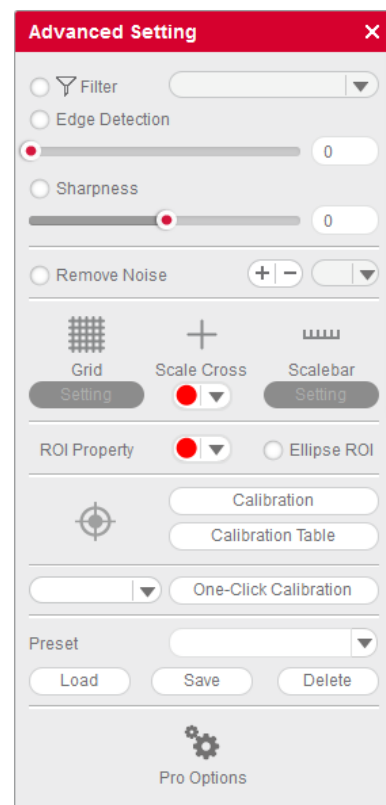 Advanced Setting
Filter
Edge Detection
0
Sharpness
0
Remove Noise
Grid Scale Cross Scalebar
Setting Setting
ROI Property Ellipse ROI
Calibration
Calibration Table
One-Click Calibration
Preset
Load Save Delete
Pro Options